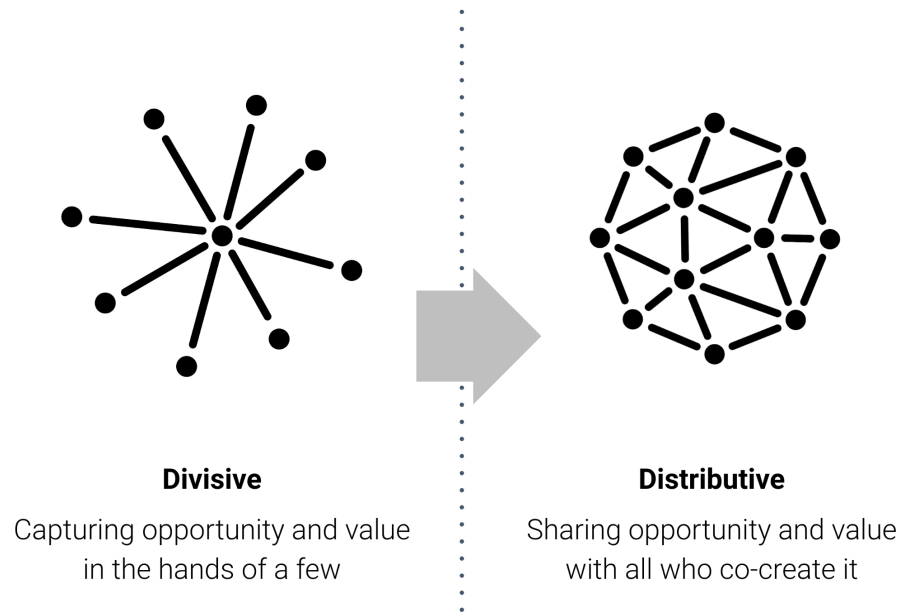 Divisive
Capturing opportunity and value
in the hands of a few
Distributive
Sharing opportunity and value
with all who co-create it